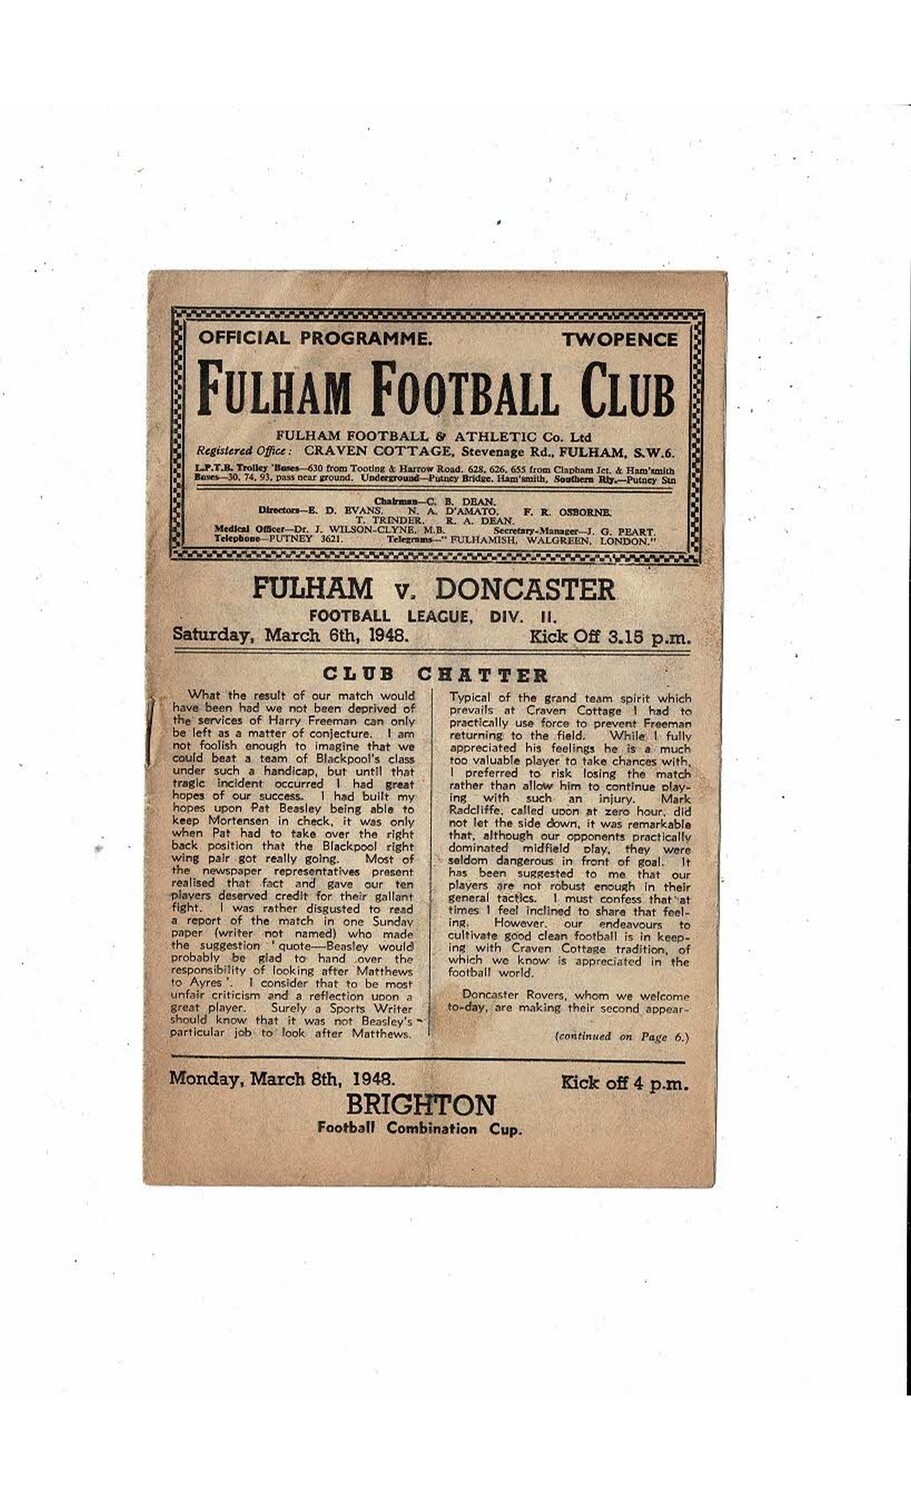 OFFICIAL PROGRAMME. TWOPENCE
FULHAM FOOTBALL CLUB
FULHAM FOOTBALL & ATHLETIC Co. Ltd
Registered Office: CRAVEN COTTAGE, Stevenage Rd., FULHAM, S.W.6.
L.P.T.B. Trolley 'Buses—630 from Tooting & Harrow Road. 628, 626, 655 from Clapham Jct. & Ham'smith
Buses—30, 74, 93, pass near ground. Underground—Putney Bridge, Ham'smith, Southern Rly.—Putney Stn
Chairman—C. B. DEAN.
Directors—E. D. EVANS. N. A. D'AMATO. F. R. OSBORNE.
T. TRINDER. R. A. DEAN.
Medical Officer—Dr. J. WILSON-CLYNE, M.B. Secretary-Manager—J. G. PEART.
Telephone—PUTNEY 3621. Telegrams—"FULHAMISH, WALGREEN, LONDON."
FULHAM v. DONCASTER
FOOTBALL LEAGUE, DIV. II.
Saturday, March 6th, 1948. Kick Off 3.15 p.m.
CLUB CHATTER
What the result of our match would
have been had we not been deprived of
the services of Harry Freeman can only
be left as a matter of conjecture. I am
not foolish enough to imagine that we
could beat a team of Blackpool's class
under such a handicap, but until that
tragic incident occurred I had great
hopes of our success. I had built my
hopes upon Pat Beasley being able to
keep Mortensen in check, it was only
when Pat had to take over the right
back position that the Blackpool right
wing pair got really going. Most of
the newspaper representatives present
realised that fact and gave our ten
players deserved credit for their gallant
fight. I was rather disgusted to read
a report of the match in one Sunday
paper (writer not named) who made
the suggestion 'quote—Beasley would
probably be glad to hand over the
responsibility of looking after Matthews
to Ayres'. I consider that to be most
unfair criticism and a reflection upon a
great player. Surely a Sports Writer
should know that it was not Beasley's
particular job to look after Matthews.
Typical of the grand team spirit which
prevails at Craven Cottage I had to
practically use force to prevent Freeman
returning to the field. While I fully
appreciated his feelings he is a much
too valuable player to take chances with,
I preferred to risk losing the match
rather than allow him to continue play-
ing with such an injury. Mark
Radcliffe, called upon at zero hour, did
not let the side down, it was remarkable
that, although our opponents practically
dominated midfield play, they were
seldom dangerous in front of goal. It
has been suggested to me that our
players are not robust enough in their
general tactics. I must confess that at
times I feel inclined to share that feel-
ing. However, our endeavours to
cultivate good clean football is in keep-
ing with Craven Cottage tradition, of
which we know is appreciated in the
football world.
Doncaster Rovers, whom we welcome
to-day, are making their second appear-
(continued on Page 6.)
Monday, March 8th, 1948. Kick off 4 p.m.
BRIGHTON
Football Combination Cup.